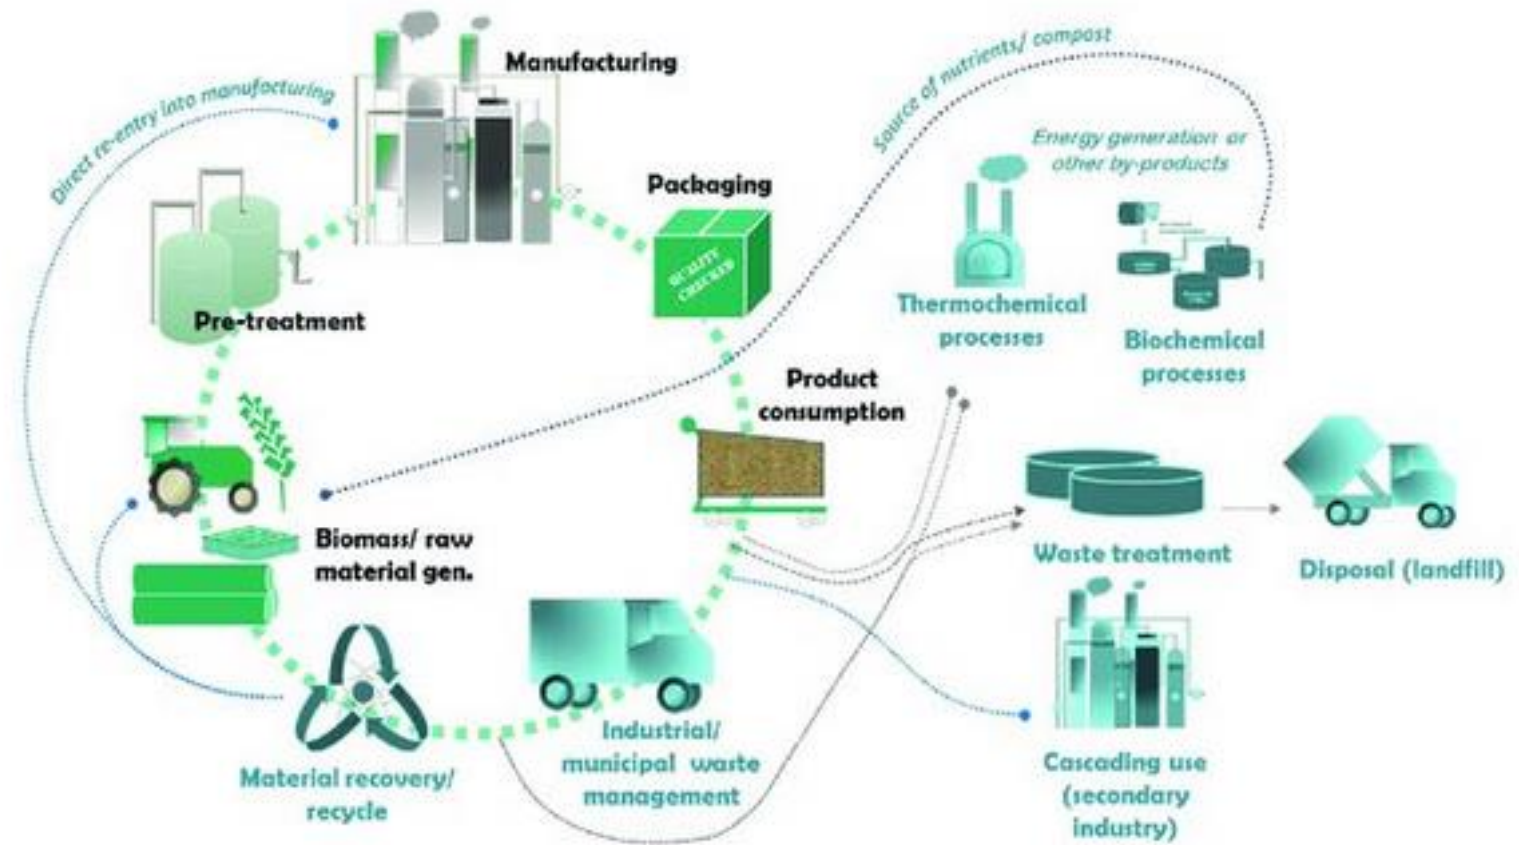 Manufacturing
Direct re-entry into manufacturing
Source of nutrients/ compost
Energy generation or
other by-products
Packaging
QUALITY
CHECKED
Pre-treatment
Thermochemical
processes
Biochemical
processes
Product
consumption
Biomass/ raw
material gen.
Waste treatment
Disposal (landfill)
Industrial/
municipal waste
management
Material recovery/
recycle
Cascading use
(secondary
industry)